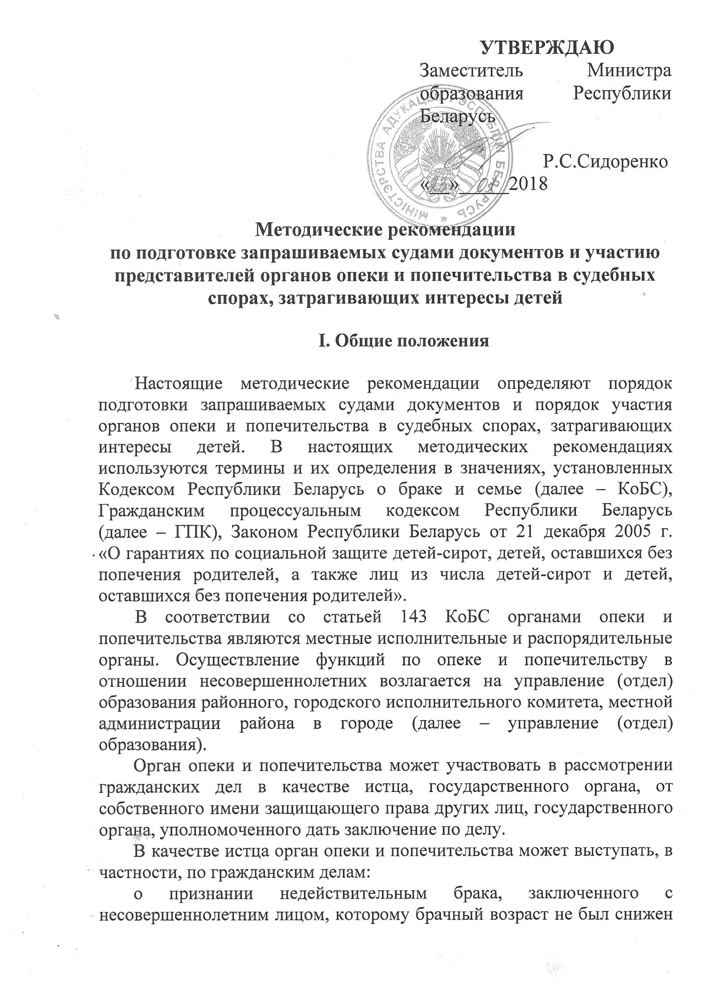 УТВЕРЖДАЮ
Заместитель Министра
образования Республики
Беларусь
МІНІСТЭРСТВА АДУКАЦЫІ РЭСПУБЛІКІ БЕЛАРУСЬ *
Р.С.Сидоренко
«23» 01 2018
Методические рекомендации
по подготовке запрашиваемых судами документов и участию
представителей органов опеки и попечительства в судебных
спорах, затрагивающих интересы детей
I. Общие положения
Настоящие методические рекомендации определяют порядок
подготовки запрашиваемых судами документов и порядок участия
органов опеки и попечительства в судебных спорах, затрагивающих
интересы детей. В настоящих методических рекомендациях
используются термины и их определения в значениях, установленных
Кодексом Республики Беларусь о браке и семье (далее – КоБС),
Гражданским процессуальным кодексом Республики Беларусь
(далее – ГПК), Законом Республики Беларусь от 21 декабря 2005 г.
«О гарантиях по социальной защите детей-сирот, детей, оставшихся без
попечения родителей, а также лиц из числа детей-сирот и детей,
оставшихся без попечения родителей».
В соответствии со статьей 143 КоБС органами опеки и
попечительства являются местные исполнительные и распорядительные
органы. Осуществление функций по опеке и попечительству в
отношении несовершеннолетних возлагается на управление (отдел)
образования районного, городского исполнительного комитета, местной
администрации района в городе (далее – управление (отдел)
образования).
Орган опеки и попечительства может участвовать в рассмотрении
гражданских дел в качестве истца, государственного органа, от
собственного имени защищающего права других лиц, государственного
органа, уполномоченного дать заключение по делу.
В качестве истца орган опеки и попечительства может выступать, в
частности, по гражданским делам:
о признании недействительным брака, заключенного с
несовершеннолетним лицом, которому брачный возраст не был снижен